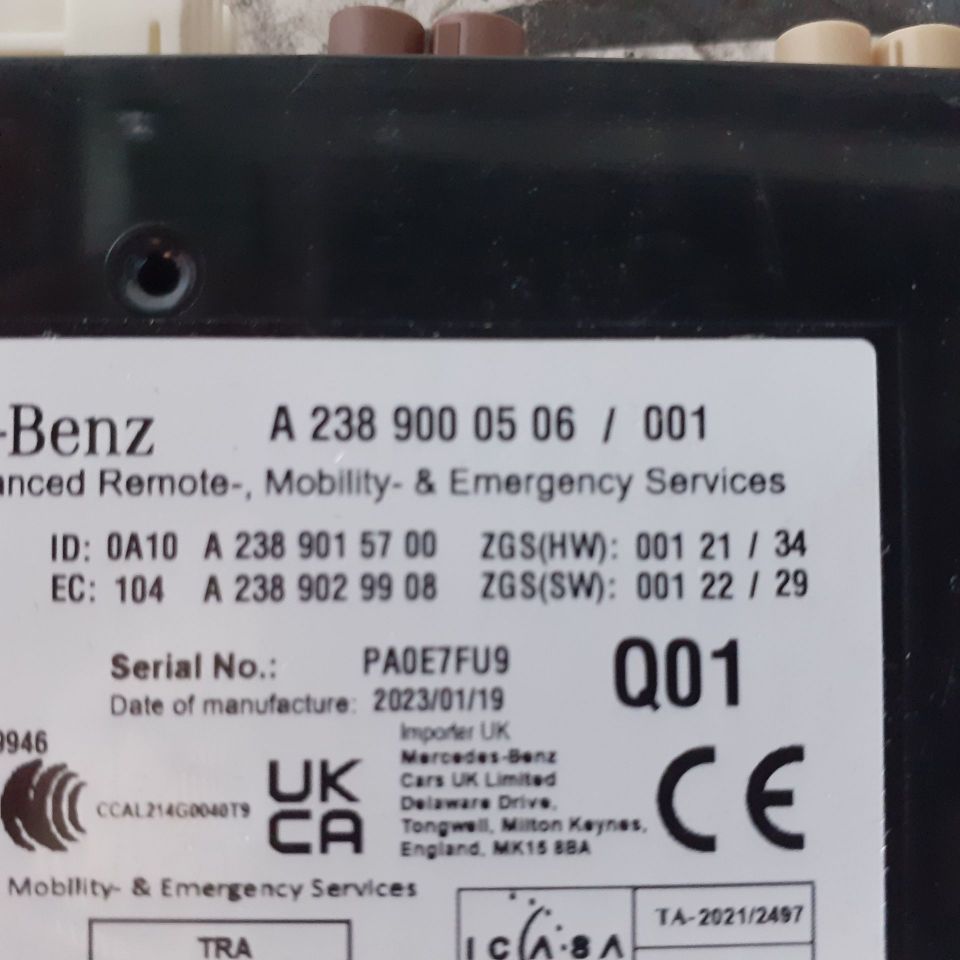 -Benz A 238 900 05 06 / 001
anced Remote-, Mobility- & Emergency Services
ID: 0A10 A 238 901 57 00 ZGS(HW): 001 21 / 34
EC: 104 A 238 902 99 08 ZGS(SW): 001 22 / 29
Serial No.: PA0E7FU9 Q01
Date of manufacture: 2023/01/19
9946
CCAL214G0040T9
UK
CA
Importer UK
Mercedes-Benz
Cars UK Limited
Delaware Drive,
Tongwell, Milton Keynes,
England, MK15 8BA
CE
Mobility- & Emergency Services
TRA
ICASA
TA-2021/2497